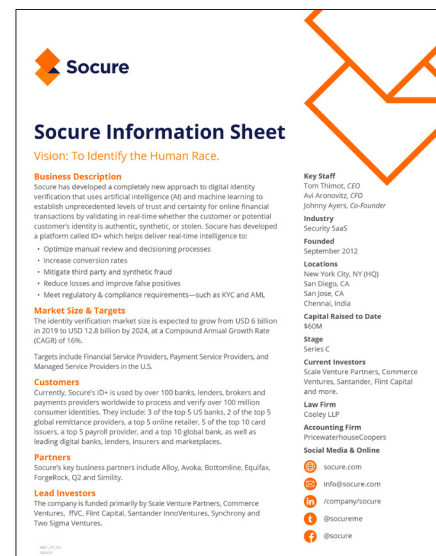 Socure
Socure Information Sheet
Vision: To Identify the Human Race.
Business Description
Socure has developed a completely new approach to digital identity
verification that uses artificial intelligence (AI) and machine learning to
establish unprecedented levels of trust and certainty for online financial
transactions by validating in real-time whether the customer or potential
customer's identity is authentic, synthetic, or stolen. Socure has developed
a platform called ID+ which helps deliver real-time intelligence to:
• Optimize manual review and decisioning processes
• Increase conversion rates
• Mitigate third party and synthetic fraud
• Reduce losses and improve false positives
• Meet regulatory & compliance requirements—such as KYC and AML
Market Size & Targets
The identity verification market size is expected to grow from USD 6 billion
in 2019 to USD 12.8 billion by 2024, at a Compound Annual Growth Rate
(CAGR) of 16%.
Targets include Financial Service Providers, Payment Service Providers, and
Managed Service Providers in the U.S.
Customers
Currently, Socure's ID+ is used by over 100 banks, lenders, brokers and
payments providers worldwide to process and verify over 100 million
consumer identities. They include: 3 of the top 5 US banks, 2 of the top 5
global remittance providers, a top 5 online retailer, 5 of the top 10 card
issuers, a top 5 payroll provider, and a top 10 global bank, as well as
leading digital banks, lenders, insurers and marketplaces.
Partners
Socure's key business partners include Alloy, Avoka, Bottomline, Equifax,
ForgeRock, Q2 and Simility.
Lead Investors
The company is funded primarily by Scale Venture Partners, Commerce
Ventures, ffVC, Flint Capital, Santander InnoVentures, Synchrony and
Two Sigma Ventures.
Key Staff
Tom Thimot, CEO
Avi Aronovitz, CFO
Johnny Ayers, Co-Founder
Industry
Security SaaS
Founded
September 2012
Locations
New York City, NY (HQ)
San Diego, CA
San Jose, CA
Chennai, India
Capital Raised to Date
$60M
Stage
Series C
Current Investors
Scale Venture Partners, Commerce
Ventures, Santander, Flint Capital
and more.
Law Firm
Cooley LLP
Accounting Firm
PricewaterhouseCoopers
Social Media & Online
socure.com
info@socure.com
/company/socure
@socureme
@socure